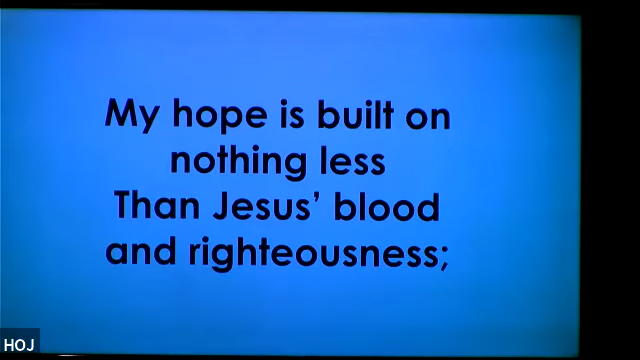 My hope is built on
nothing less
Than Jesus’ blood
and righteousness;
HOJ